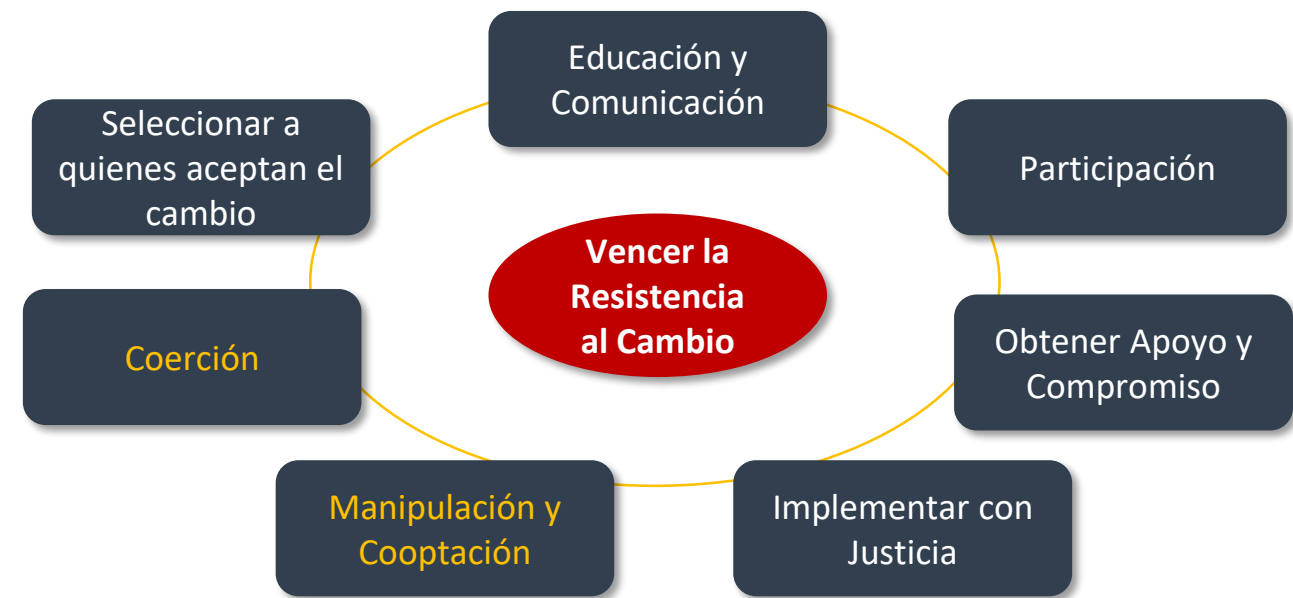 Educación y
Comunicación
Participación
Obtener Apoyo y
Compromiso
Implementar con
Justicia
Manipulación y
Cooptación
Coerción
Seleccionar a
quienes aceptan el
cambio
Vencer la
Resistencia
al Cambio